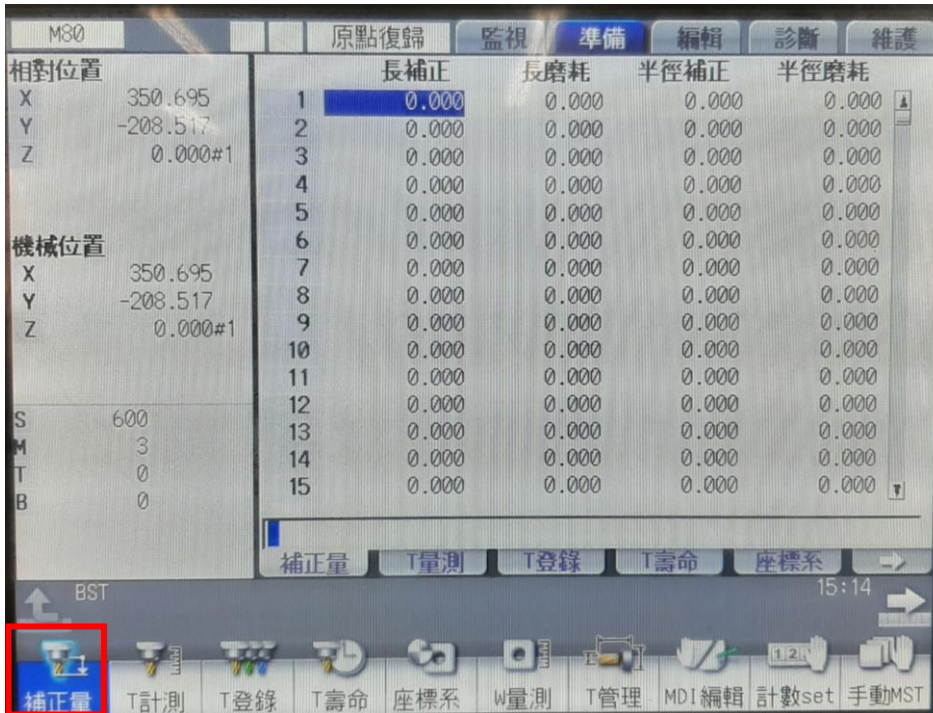 M80 原點復歸 監視 準備 編輯 診斷 維護
相對位置
X 350.695
Y -208.517
Z 0.000#1
機械位置
X 350.695
Y -208.517
Z 0.000#1
S 600
M 3
T 0
B 0
長補正 長磨耗 半徑補正 半徑磨耗
1 0.000 0.000 0.000 0.000
2 0.000 0.000 0.000 0.000
3 0.000 0.000 0.000 0.000
4 0.000 0.000 0.000 0.000
5 0.000 0.000 0.000 0.000
6 0.000 0.000 0.000 0.000
7 0.000 0.000 0.000 0.000
8 0.000 0.000 0.000 0.000
9 0.000 0.000 0.000 0.000
10 0.000 0.000 0.000 0.000
11 0.000 0.000 0.000 0.000
12 0.000 0.000 0.000 0.000
13 0.000 0.000 0.000 0.000
14 0.000 0.000 0.000 0.000
15 0.000 0.000 0.000 0.000
補正量 T量測 T登錄 T壽命 座標系
BST 15:14
補正量 T計測 T登錄 T壽命 座標系 W量測 T管理 MDI編輯 計數set 手動MST